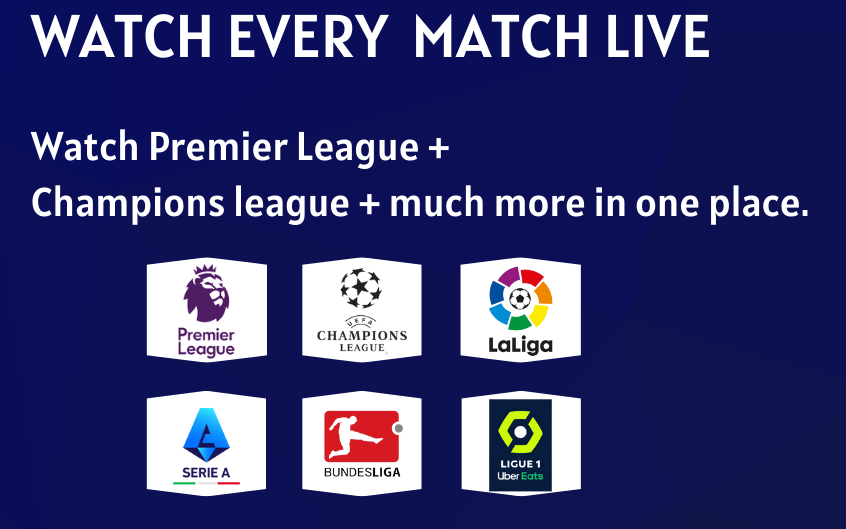 WATCH EVERY MATCH LIVE
Watch Premier League +
Champions league + much more in one place.
Premier
League
UEFA
CHAMPIONS
LEAGUE
LaLiga
SERIE A
BUNDESLIGA
LIGUE 1
Uber Eats